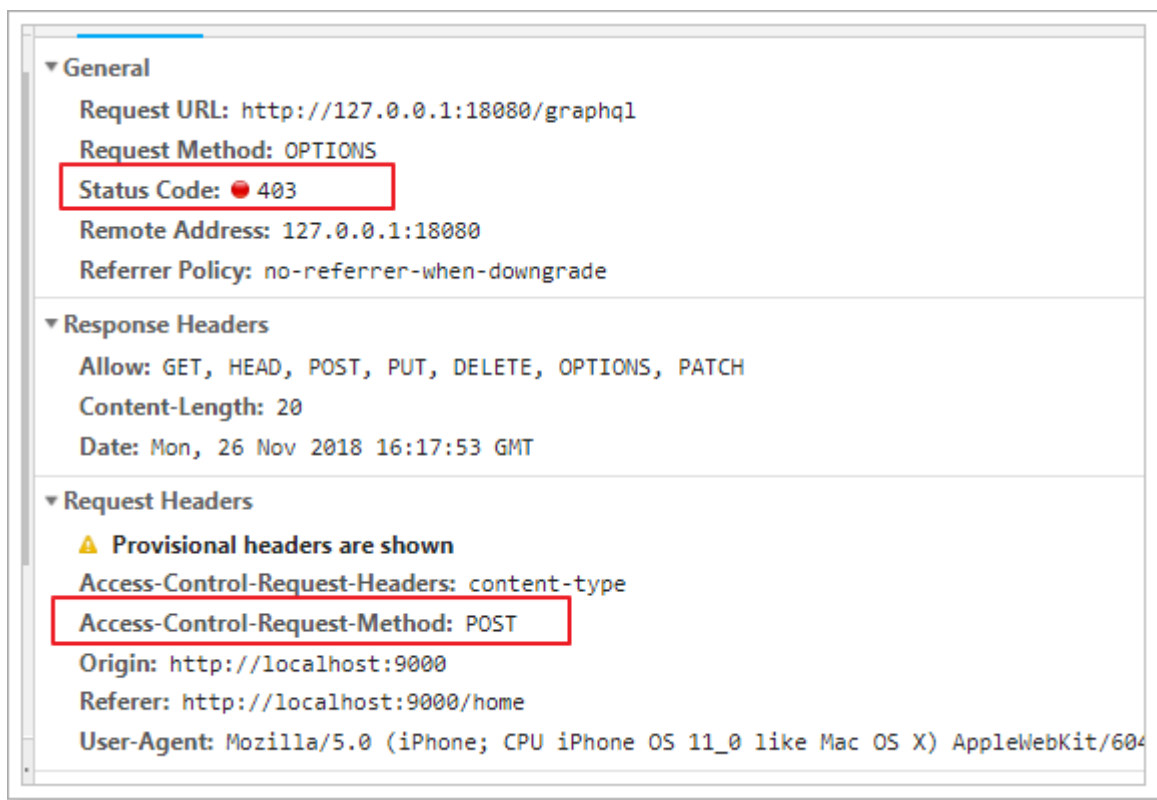 General
Request URL: http://127.0.0.1:18080/graphql
Request Method: OPTIONS
Status Code: 403
Remote Address: 127.0.0.1:18080
Referrer Policy: no-referrer-when-downgrade
Response Headers
Allow: GET, HEAD, POST, PUT, DELETE, OPTIONS, PATCH
Content-Length: 20
Date: Mon, 26 Nov 2018 16:17:53 GMT
Request Headers
Provisional headers are shown
Access-Control-Request-Headers: content-type
Access-Control-Request-Method: POST
Origin: http://localhost:9000
Referer: http://localhost:9000/home
User-Agent: Mozilla/5.0 (iPhone; CPU iPhone OS 11_0 like Mac OS X) AppleWebKit/604